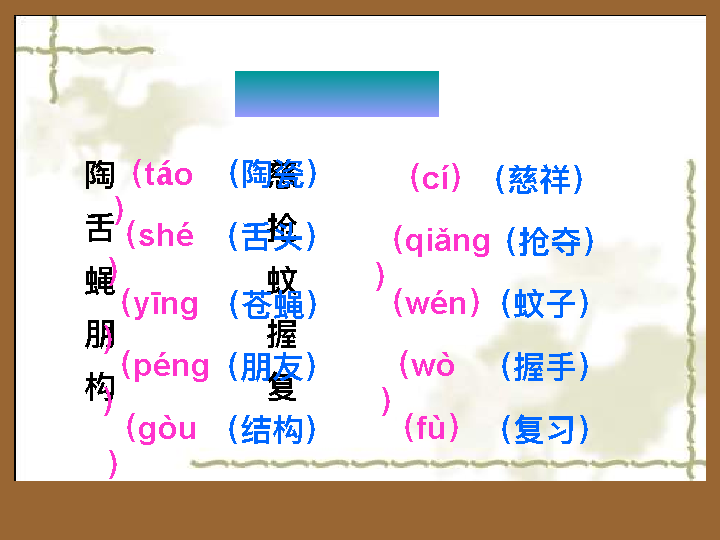 陶（táo）（陶瓷）慈（cí）（慈祥）
舌（shé）（舌头）抢（qiǎng）（抢夺）
蝇（yīng）（苍蝇）蚊（wén）（蚊子）
朋（péng）（朋友）握（wò）（握手）
构（gòu）（结构）复（fù）（复习）